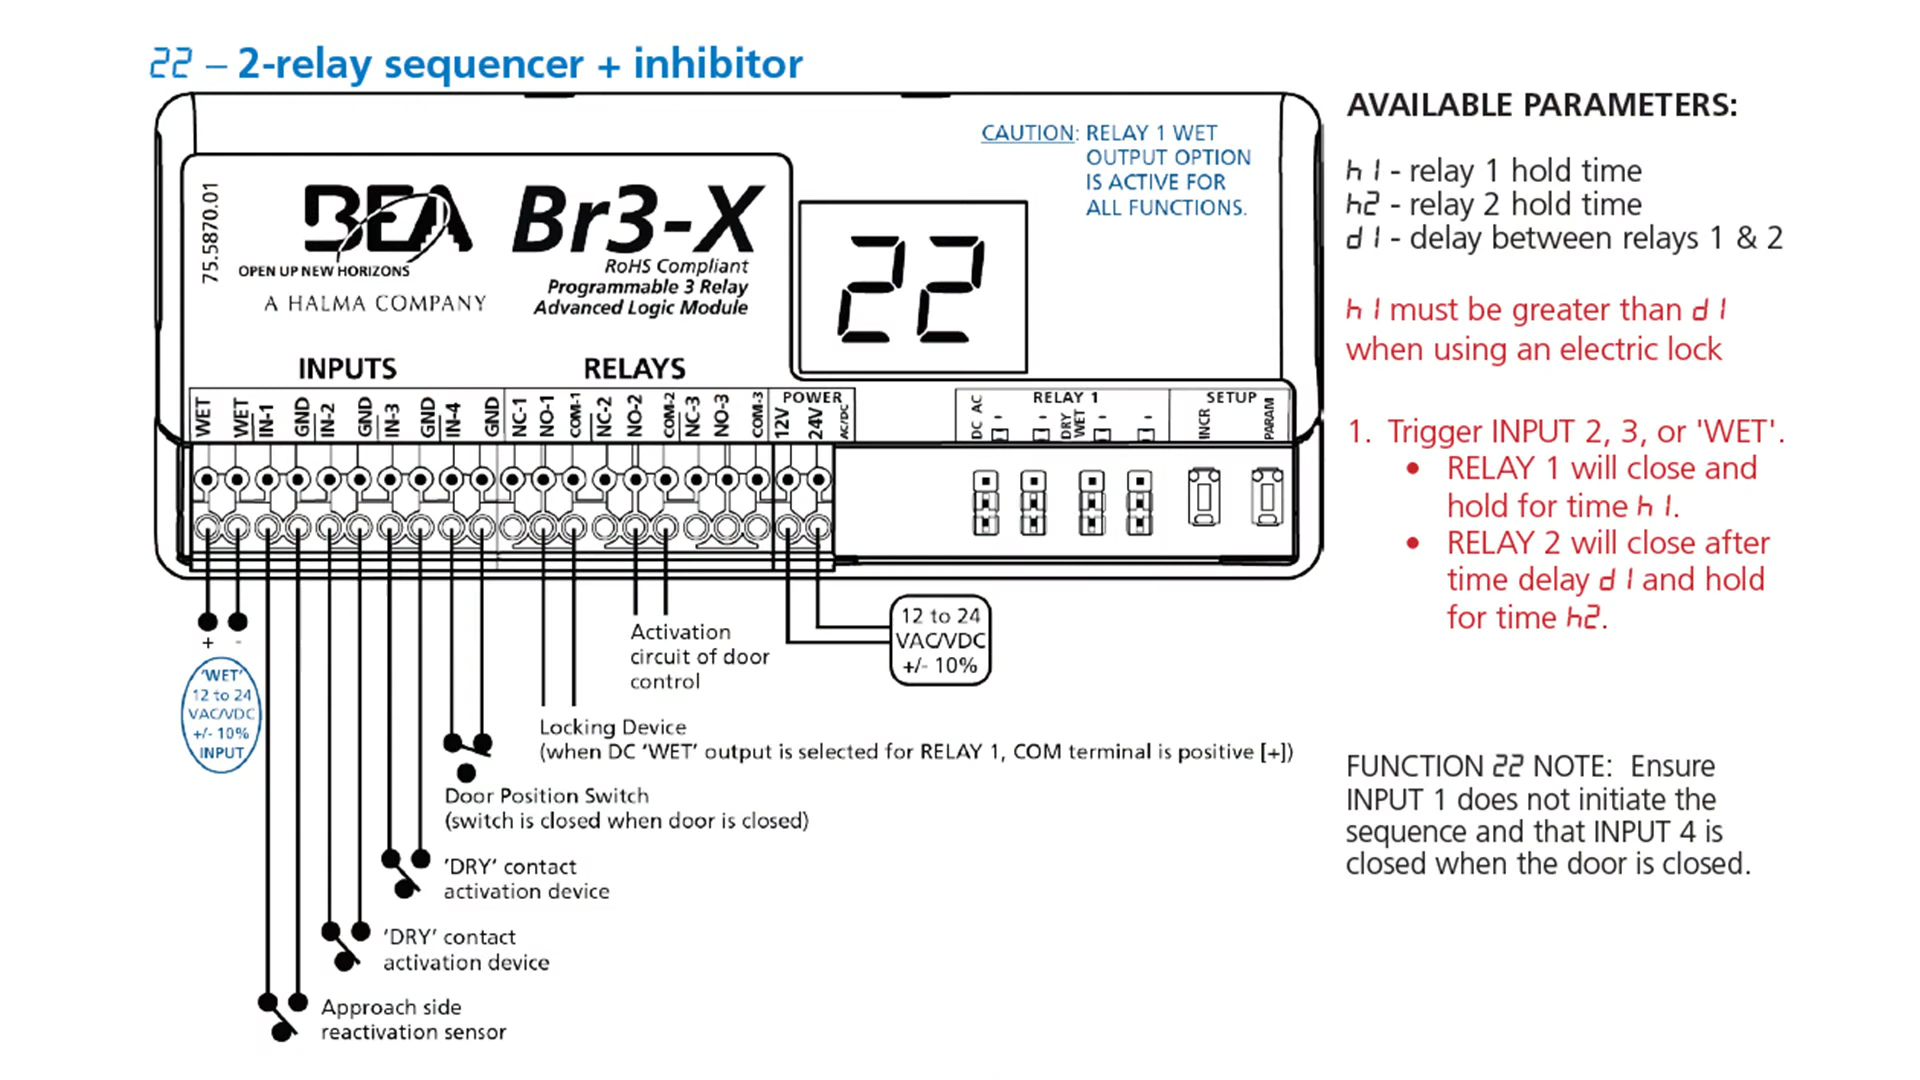 22 – 2-relay sequencer + inhibitor
75.5870.01
BEA
OPEN UP NEW HORIZONS
A HALMA COMPANY
Br3-X
RoHS Compliant
Programmable 3 Relay
Advanced Logic Module
CAUTION: RELAY 1 WET
OUTPUT OPTION
IS ACTIVE FOR
ALL FUNCTIONS.
22
INPUTS
RELAYS
WET WET IN-1 GND IN-2 GND IN-3 GND IN-4 GND NC-1 NO-1 COM-1 NC-2 NO-2 COM-2 NC-3 NO-3 COM-3
POWER
12V 24V AC/DC
RELAY 1
DC AC DRY WET
SETUP
INCR PARAM
+ -
'WET'
12 to 24
VAC/VDC
+/- 10%
INPUT
12 to 24
VAC/VDC
+/- 10%
Activation
circuit of door
control
Locking Device
(when DC 'WET' output is selected for RELAY 1, COM terminal is positive [+])
Door Position Switch
(switch is closed when door is closed)
'DRY' contact
activation device
'DRY' contact
activation device
Approach side
reactivation sensor
AVAILABLE PARAMETERS:
h1 - relay 1 hold time
h2 - relay 2 hold time
d1 - delay between relays 1 & 2
h1 must be greater than d1
when using an electric lock
1. Trigger INPUT 2, 3, or 'WET'.
• RELAY 1 will close and
hold for time h1.
• RELAY 2 will close after
time delay d1 and hold
for time h2.
FUNCTION 22 NOTE: Ensure
INPUT 1 does not initiate the
sequence and that INPUT 4 is
closed when the door is closed.